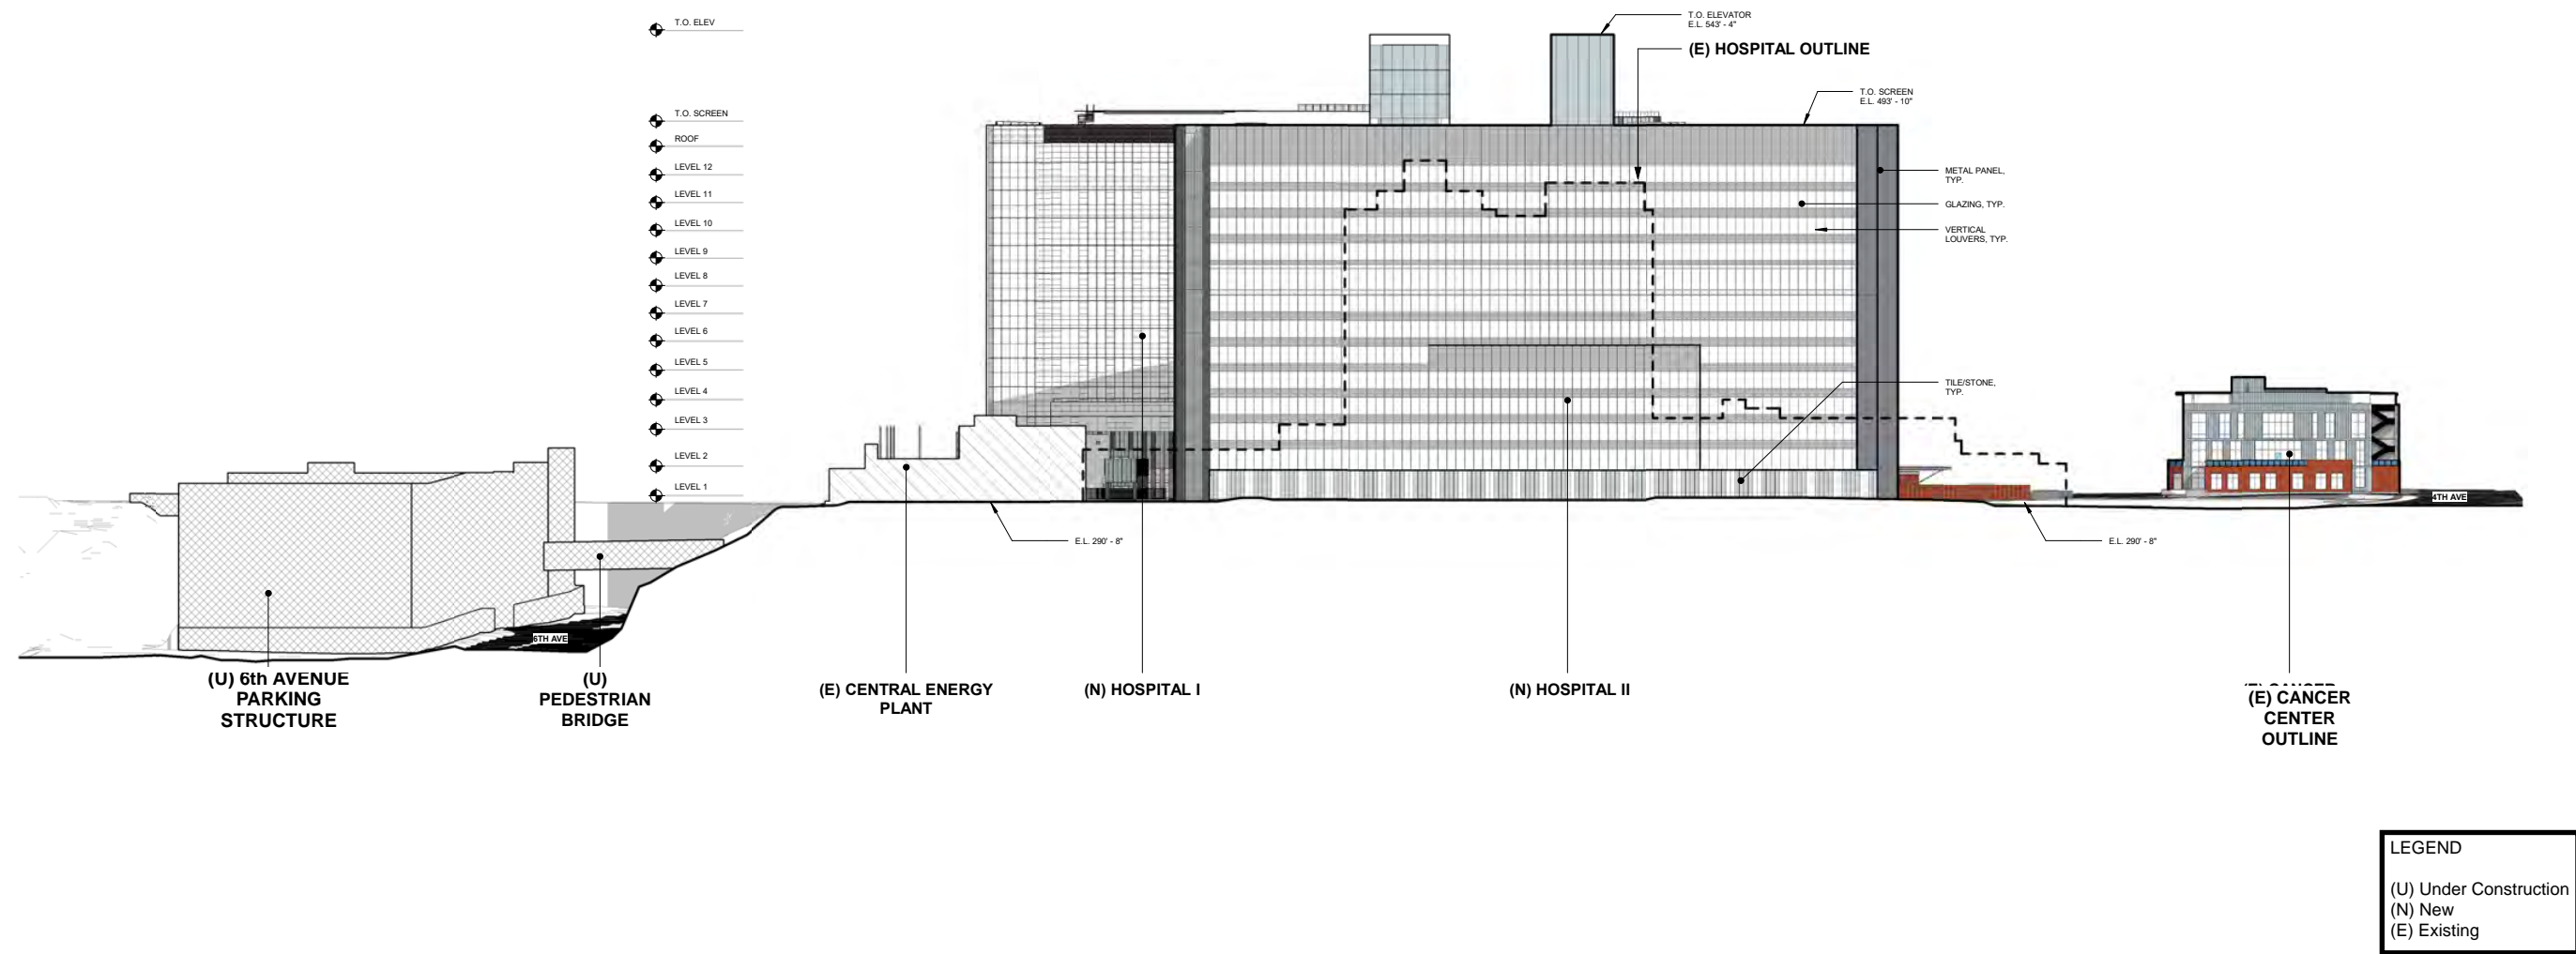 T.O. ELEV
T.O. SCREEN
ROOF
LEVEL 12
LEVEL 11
LEVEL 10
LEVEL 9
LEVEL 8
LEVEL 7
LEVEL 6
LEVEL 5
LEVEL 4
LEVEL 3
LEVEL 2
LEVEL 1
T.O. ELEVATOR
E.L. 543' - 4"
(E) HOSPITAL OUTLINE
T.O. SCREEN
E.L. 493' - 10"
METAL PANEL,
TYP.
GLAZING, TYP.
VERTICAL
LOUVERS, TYP.
TILE/STONE,
TYP.
4TH AVE
E.L. 290' - 8"
E.L. 290' - 8"
6TH AVE
(U) 6th AVENUE
PARKING
STRUCTURE
(U)
PEDESTRIAN
BRIDGE
(E) CENTRAL ENERGY
PLANT
(N) HOSPITAL I
(N) HOSPITAL II
(E) CANCER
(E) CANCER
CENTER
OUTLINE
LEGEND
(U) Under Construction
(N) New
(E) Existing